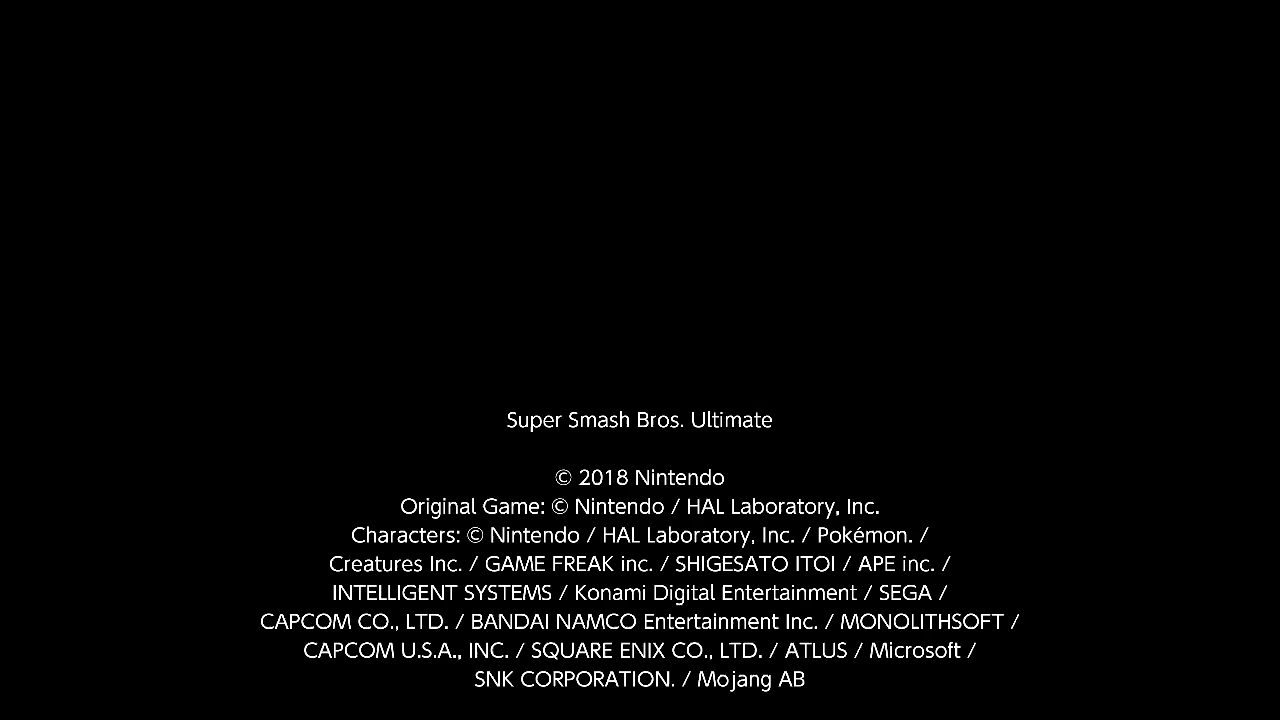 Super Smash Bros. Ultimate
© 2018 Nintendo
Original Game: © Nintendo / HAL Laboratory, Inc.
Characters: © Nintendo / HAL Laboratory, Inc. / Pokémon. /
Creatures Inc. / GAME FREAK inc. / SHIGESATO ITOI / APE inc. /
INTELLIGENT SYSTEMS / Konami Digital Entertainment / SEGA /
CAPCOM CO., LTD. / BANDAI NAMCO Entertainment Inc. / MONOLITHSOFT /
CAPCOM U.S.A., INC. / SQUARE ENIX CO., LTD. / ATLUS / Microsoft /
SNK CORPORATION. / Mojang AB